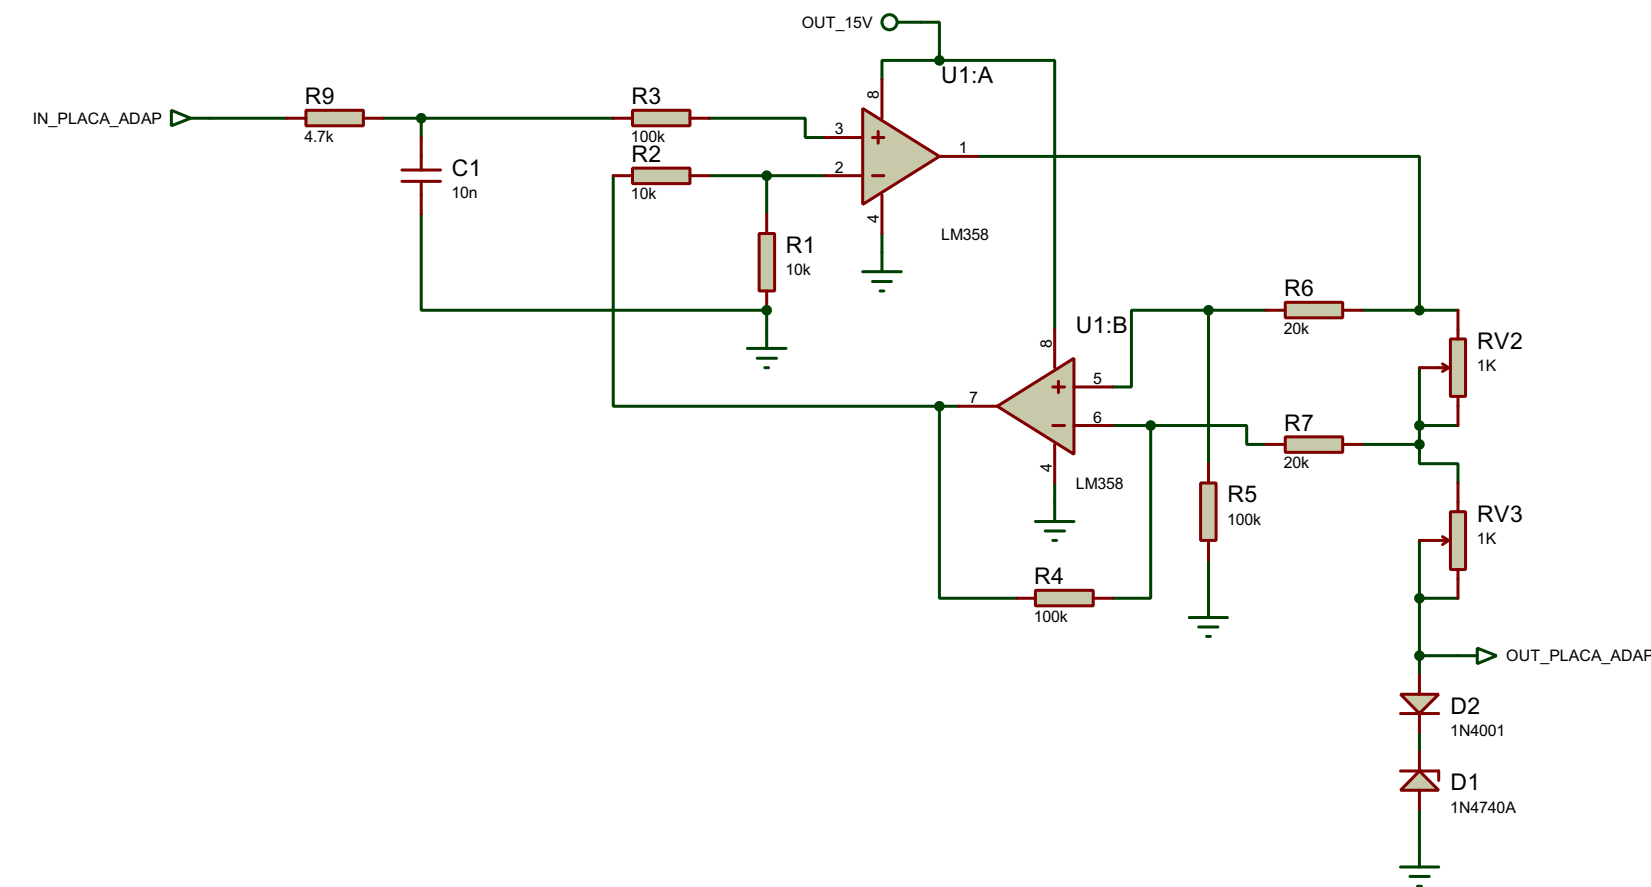 OUT_15V
U1:A
8
R9
R3
IN_PLACA_ADAP
4.7k
100k
3
1
R2
C1
2
10n
10k
4
R1
LM358
10k
R6
U1:B
20k
8
RV2
1K
5
7
6
R7
4
20k
LM358
R5
RV3
100k
1K
R4
100k
OUT_PLACA_ADAP
D2
1N4001
D1
1N4740A